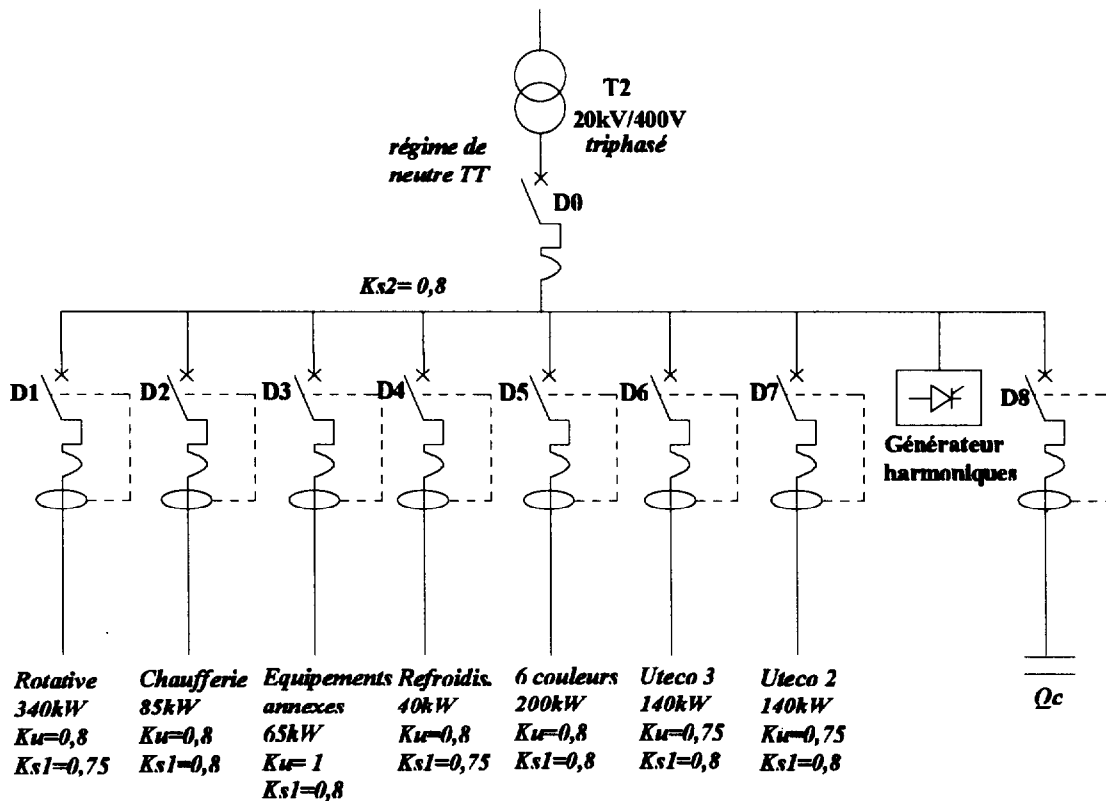 T2
20kV/400V
triphasé
régime de
neutre TT
D0
Ks2= 0,8
D1
D2
D3
D4
D5
D6
D7
D8
Générateur
harmoniques
Rotative
340kW
Ku=0,8
Ks1=0,75
Chaufferie
85kW
Ku=0,8
Ks1=0,8
Equipements
annexes
65kW
Ku= 1
Ks1=0,8
Refroidis.
40kW
Ku=0,8
Ks1=0,75
6 couleurs
200kW
Ku=0,8
Ks1=0,8
Uteco 3
140kW
Ku=0,75
Ks1=0,8
Uteco 2
140kW
Ku=0,75
Ks1=0,8
Qc